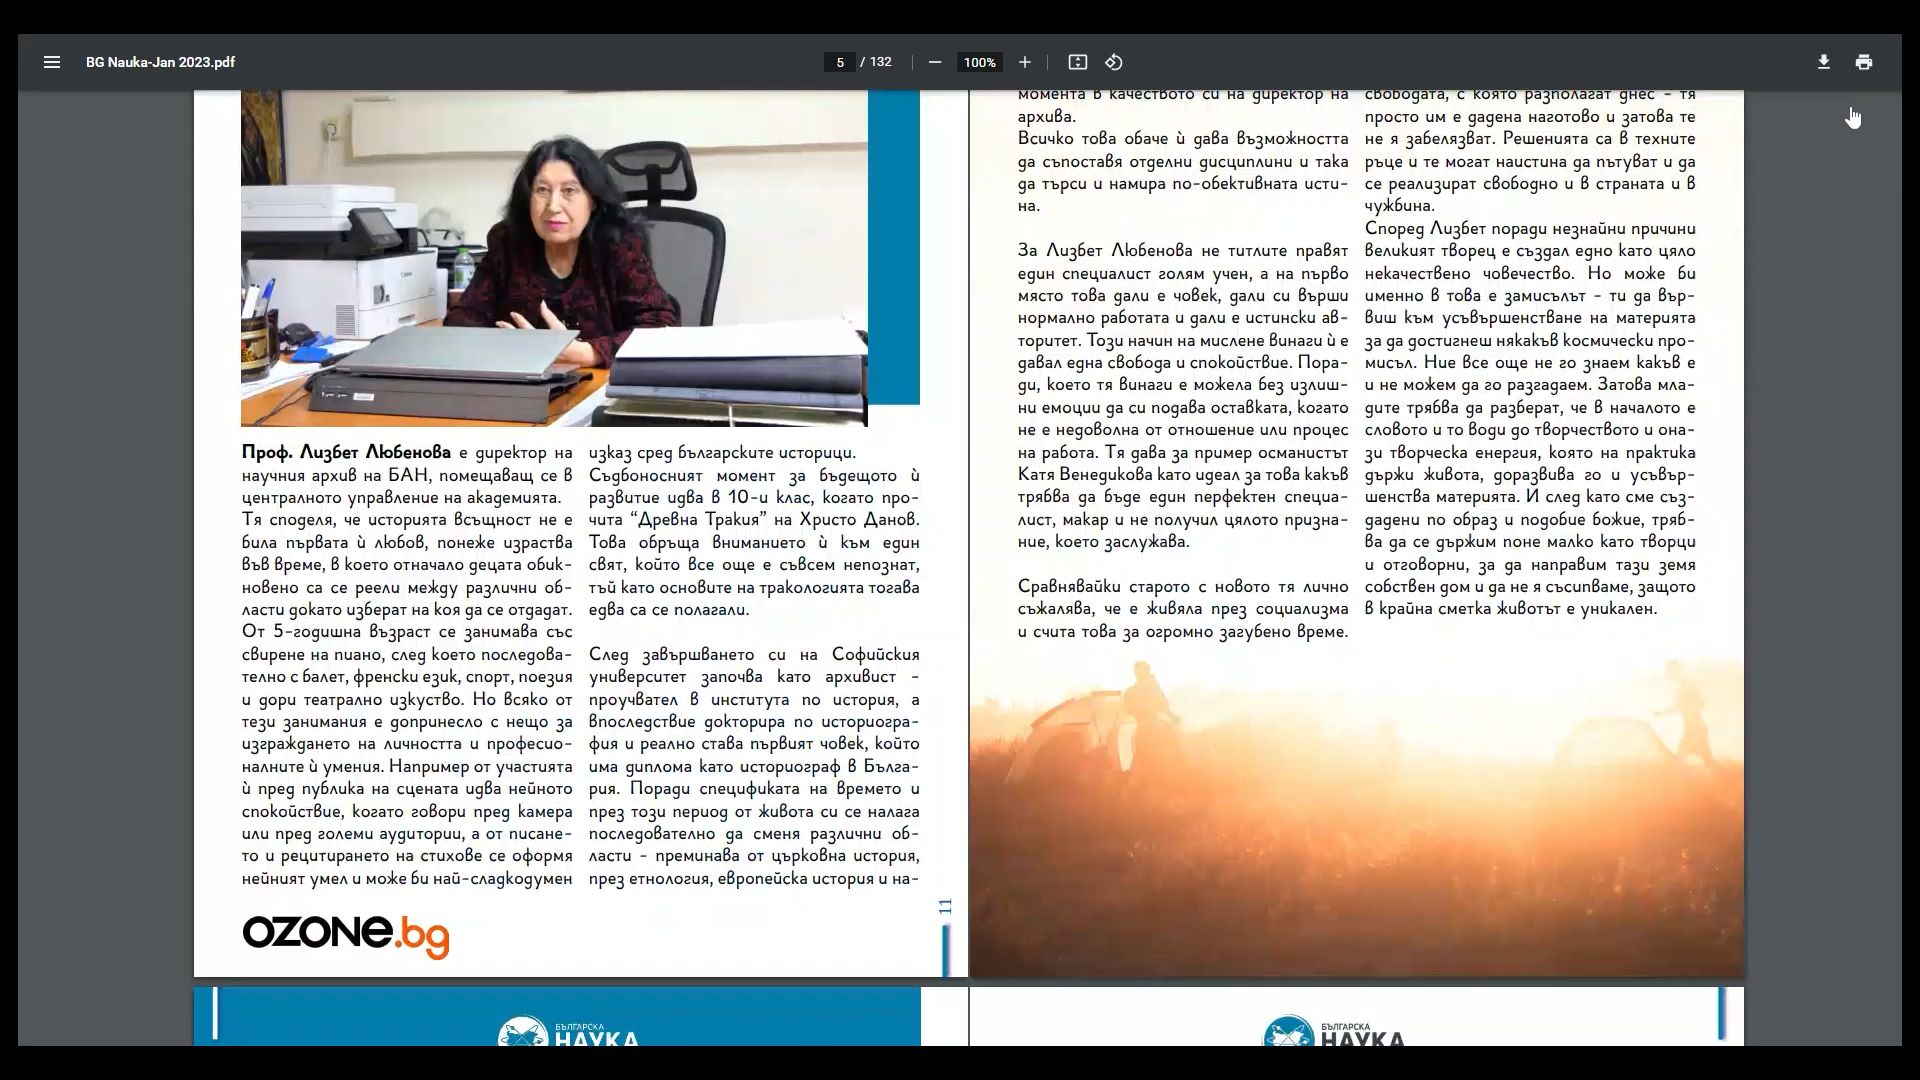 BG Nauka-Jan 2023.pdf
5 / 132
100%
Canon
Проф. Лизбет Любенова е директор на
научния архив на БАН, помещаващ се в
централното управление на академията.
Тя споделя, че историята всъщност не е
била първата ѝ любов, понеже израства
във време, в което отначало децата обик-
новено са се реели между различни об-
ласти докато изберат на коя да се отдадат.
От 5-годишна възраст се занимава със
свирене на пиано, след което последова-
телно с балет, френски език, спорт, поезия
и дори театрално изкуство. Но всяко от
тези занимания е допринесло с нещо за
изграждането на личността и професио-
налните ѝ умения. Например от участията
ѝ пред публика на сцената идва нейното
спокойствие, когато говори пред камера
или пред големи аудитории, а от писане-
то и рецитирането на стихове се оформя
нейният умел и може би най-сладкодумен
изказ сред българските историци.
Съдбоносният момент за бъдещото ѝ
развитие идва в 10-и клас, когато про-
чита “Древна Тракия” на Христо Данов.
Това обръща вниманието ѝ към един
свят, който все още е съвсем непознат,
тъй като основите на тракологията тогава
едва са се полагали.
След завършването си на Софийския
университет започва като архивист -
проучвател в института по история, а
впоследствие докторира по историогра-
фия и реално става първият човек, който
има диплома като историограф в Бълга-
рия. Поради спецификата на времето и
през този период от живота си се налага
последователно да сменя различни об-
ласти - преминава от църковна история,
през етнология, европейска история и на-
ozone.bg
11
момента в качеството си на директор на
архива.
Всичко това обаче ѝ дава възможността
да съпоставя отделни дисциплини и така
да търси и намира по-обективната исти-
на.
За Лизбет Любенова не титлите правят
един специалист голям учен, а на първо
място това дали е човек, дали си върши
нормално работата и дали е истински ав-
торитет. Този начин на мислене винаги ѝ е
давал една свобода и спокойствие. Пора-
ди, което тя винаги е можела без излиш-
ни емоции да си подава оставката, когато
не е недоволна от отношение или процес
на работа. Тя дава за пример османистът
Катя Венедикова като идеал за това какъв
трябва да бъде един перфектен специа-
лист, макар и не получил цялото призна-
ние, което заслужава.
Сравнявайки старото с новото тя лично
съжалява, че е живяла през социализма
и счита това за огромно загубено време.
свободата, с която разполагат днес - тя
просто им е дадена наготово и затова те
не я забелязват. Решенията са в техните
ръце и те могат наистина да пътуват и да
се реализират свободно и в страната и в
чужбина.
Според Лизбет поради незнайни причини
великият творец е създал едно като цяло
некачествено човечество. Но може би
именно в това е замисълът - ти да вър-
виш към усъвършенстване на материята
за да достигнеш някакъв космически про-
мисъл. Ние все още не го знаем какъв е
и не можем да го разгадаем. Затова мла-
дите трябва да разберат, че в началото е
словото и то води до творчеството и она-
зи творческа енергия, която на практика
държи живота, доразвива го и усъвър-
шенства материята. И след като сме съз-
дадени по образ и подобие божие, тряб-
ва да се държим поне малко като творци
и отговорни, за да направим тази земя
собствен дом и да не я съсипваме, защото
в крайна сметка животът е уникален.
БЪЛГАРСКА
НАУКА
БЪЛГАРСКА
НАУКА